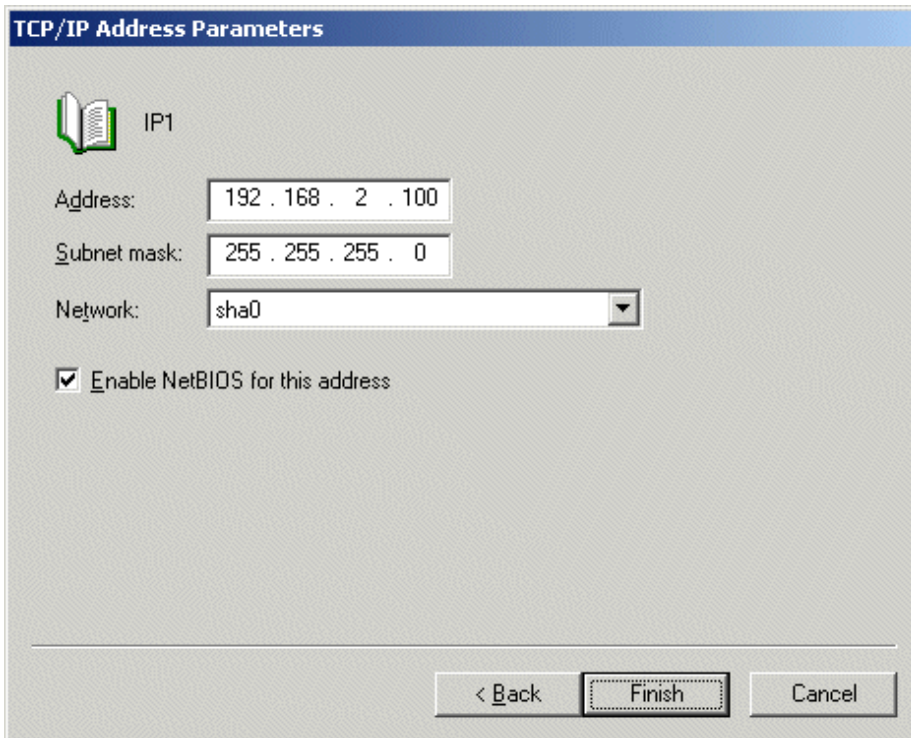 TCP/IP Address Parameters
IP1
Address: 192 . 168 . 2 . 100
Subnet mask: 255 . 255 . 255 . 0
Network: sha0
Enable NetBIOS for this address
< Back Finish Cancel